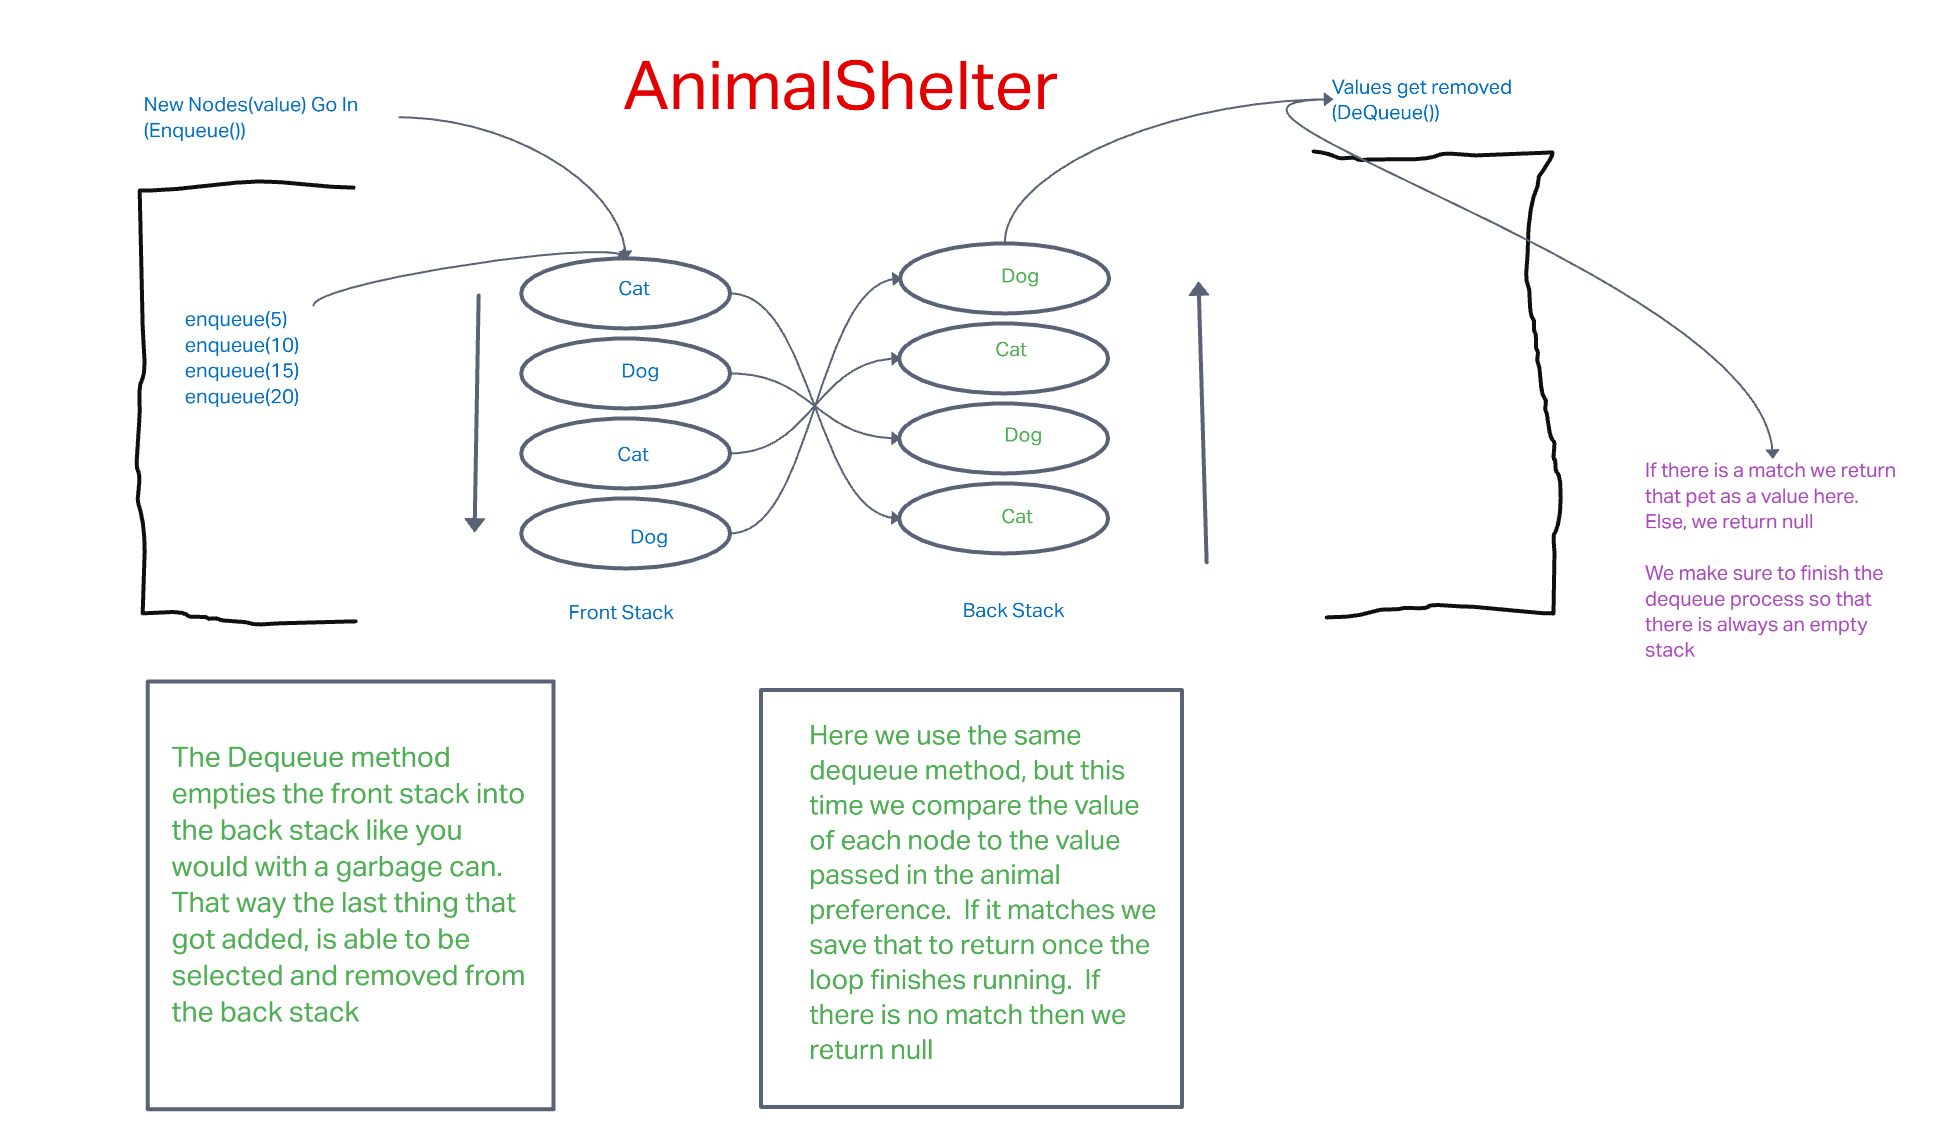 AnimalShelter
New Nodes(value) Go In
(Enqueue())
Values get removed
(DeQueue())
enqueue(5)
enqueue(10)
enqueue(15)
enqueue(20)
Cat
Dog
Cat
Dog
Front Stack
Dog
Cat
Dog
Cat
Back Stack
If there is a match we return
that pet as a value here.
Else, we return null
We make sure to finish the
dequeue process so that
there is always an empty
stack
The Dequeue method
empties the front stack into
the back stack like you
would with a garbage can.
That way the last thing that
got added, is able to be
selected and removed from
the back stack
Here we use the same
dequeue method, but this
time we compare the value
of each node to the value
passed in the animal
preference.  If it matches we
save that to return once the
loop finishes running.  If
there is no match then we
return null